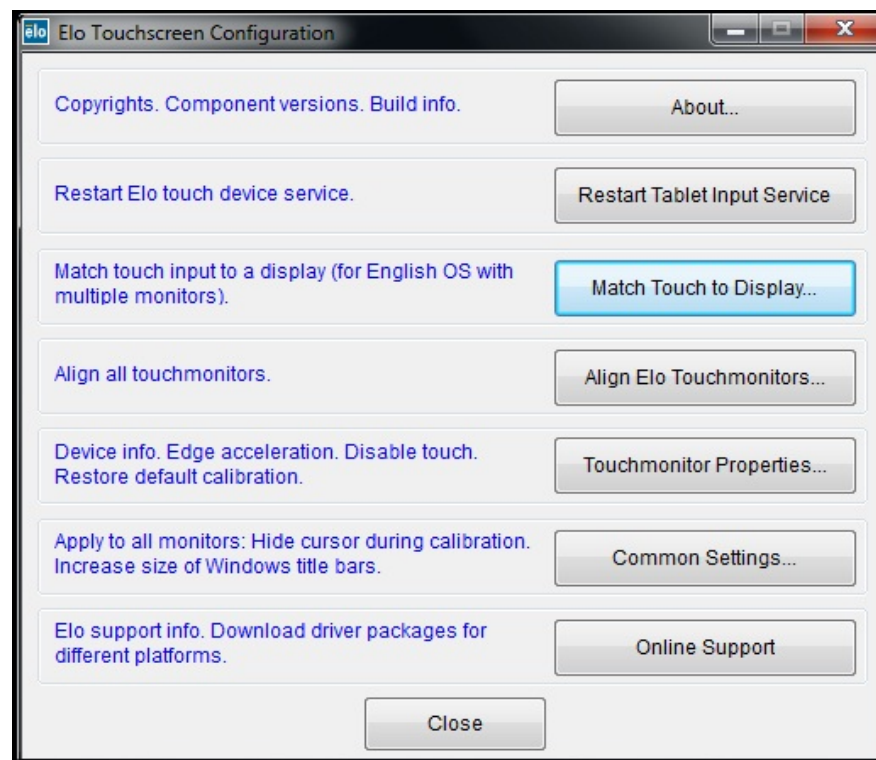 elo Elo Touchscreen Configuration
Copyrights. Component versions. Build info.
About...
Restart Elo touch device service.
Restart Tablet Input Service
Match touch input to a display (for English OS with
multiple monitors).
Match Touch to Display...
Align all touchmonitors.
Align Elo Touchmonitors...
Device info. Edge acceleration. Disable touch.
Restore default calibration.
Touchmonitor Properties...
Apply to all monitors: Hide cursor during calibration.
Increase size of Windows title bars.
Common Settings...
Elo support info. Download driver packages for
different platforms.
Online Support
Close